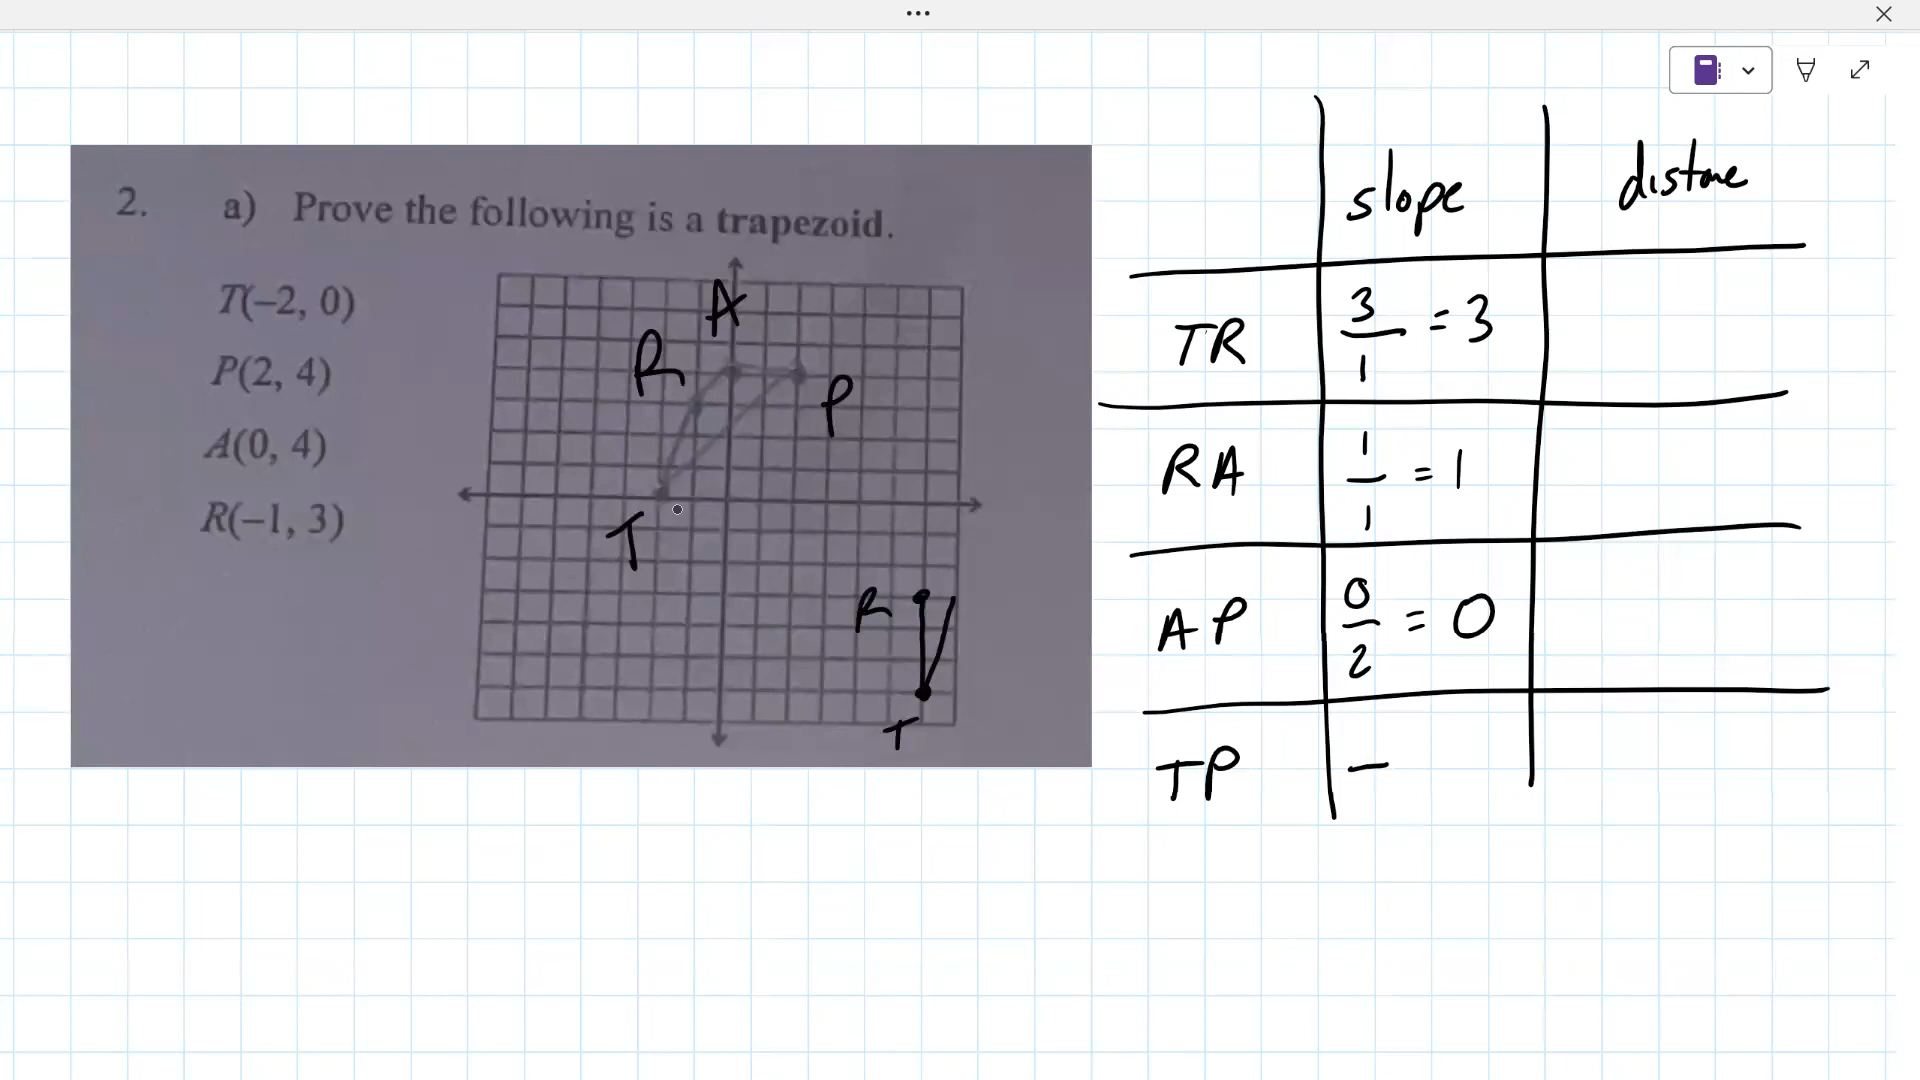 2. a) Prove the following is a trapezoid.
T(−2, 0)
P(2, 4)
A(0, 4)
R(−1, 3)
A
R
P
T
R
T
slope
TR 3/1 = 3
RA 1/1 = 1
AP 0/2 = 0
TP —